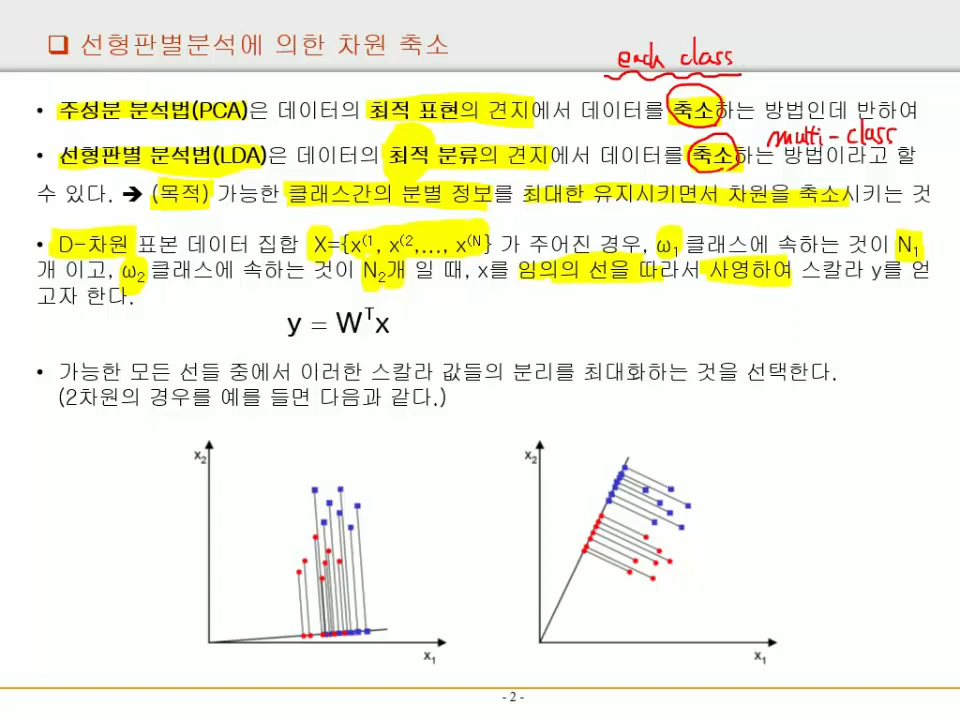 ❑ 선형판별분석에 의한 차원 축소
each class
• 주성분 분석법(PCA)은 데이터의 최적 표현의 견지에서 데이터를 축소하는 방법인데 반하여
multi-class
• 선형판별 분석법(LDA)은 데이터의 최적 분류의 견지에서 데이터를 축소하는 방법이라고 할
수 있다. ➔ (목적) 가능한 클래스간의 분별 정보를 최대한 유지시키면서 차원을 축소시키는 것
• D-차원 표본 데이터 집합 X={x(1, x(2,..., x(N} 가 주어진 경우, ω1 클래스에 속하는 것이 N1
개 이고, ω2 클래스에 속하는 것이 N2개 일 때, x를 임의의 선을 따라서 사영하여 스칼라 y를 얻
고자 한다.
y = WTx
• 가능한 모든 선들 중에서 이러한 스칼라 값들의 분리를 최대화하는 것을 선택한다.
(2차원의 경우를 예를 들면 다음과 같다.)
x2
x1
x2
x1
- 2 -